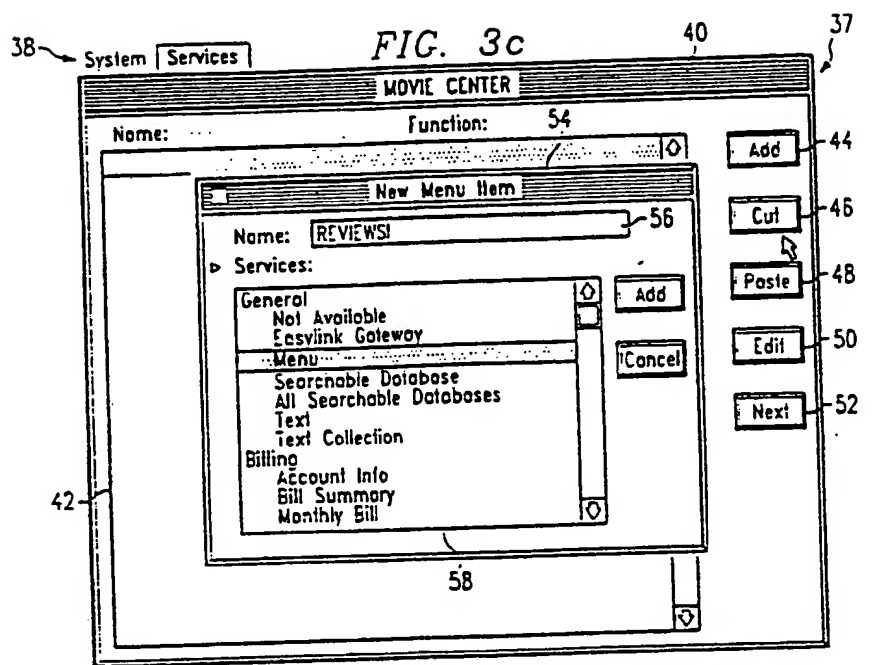 FIG. 3c
38
System Services
40
37
MOVIE CENTER
Name: Function:
54
44
Add
New Menu Item
46
Cut
Name: REVIEWS
56
Services:
48
Paste
General
Not Available
Easylink Gateway
Menu
Searchable Database
All Searchable Databases
Text
Text Collection
Billing
Account Info
Bill Summary
Monthly Bill
Add
Cancel
50
Edit
52
Next
42
58